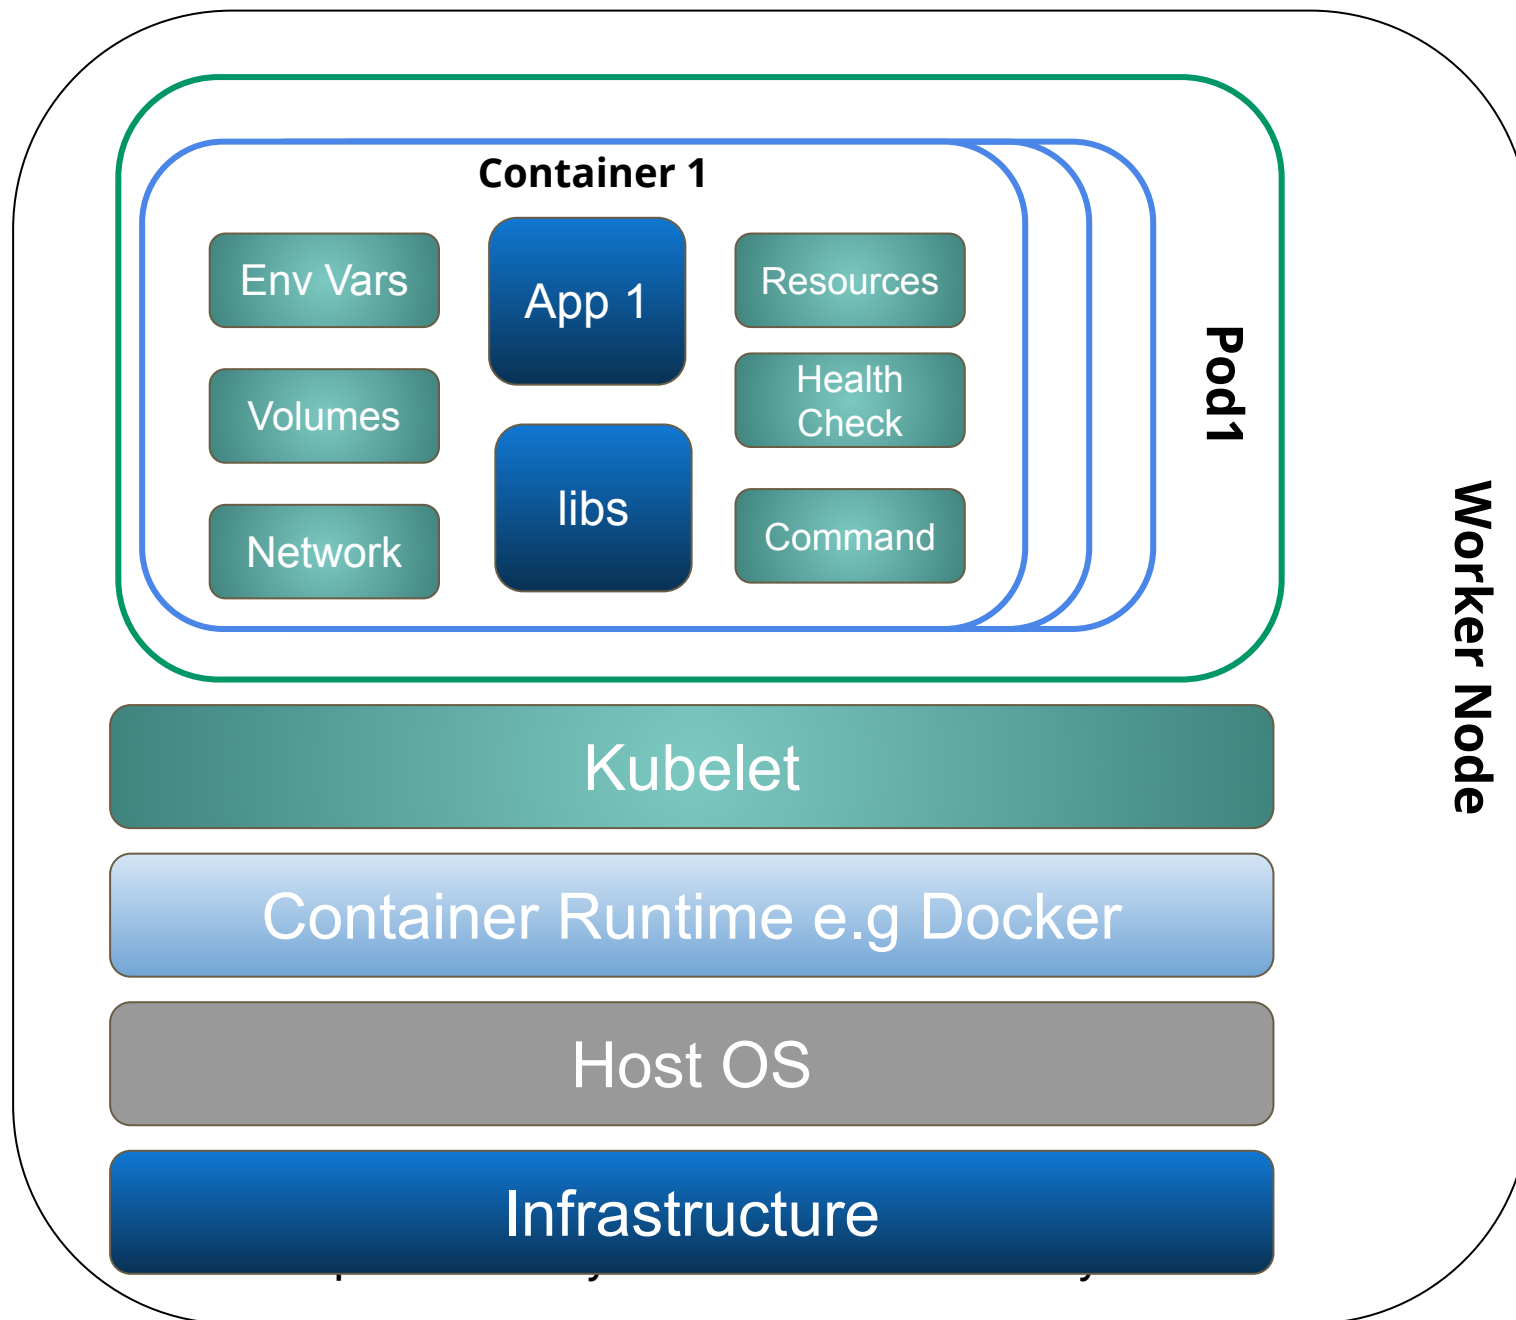 Container 1
Env Vars
App 1
Resources
Volumes
Health
Check
libs
Network
Command
Pod1
Worker Node
Kubelet
Container Runtime e.g Docker
Host OS
Infrastructure